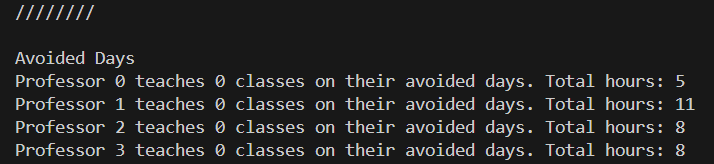 ////////
Avoided Days
Professor 0 teaches 0 classes on their avoided days. Total hours: 5
Professor 1 teaches 0 classes on their avoided days. Total hours: 11
Professor 2 teaches 0 classes on their avoided days. Total hours: 8
Professor 3 teaches 0 classes on their avoided days. Total hours: 8